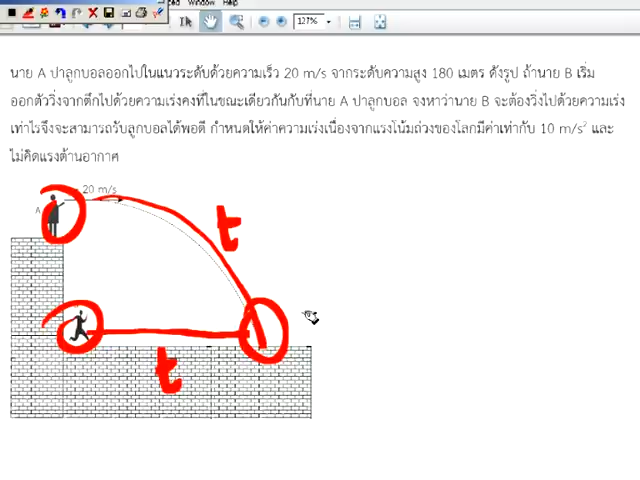 Window Help
127%
นาย A ปาลูกบอลออกไปในแนวระดับด้วยความเร็ว 20 m/s จากระดับความสูง 180 เมตร ดังรูป ถ้านาย B เริ่ม
ออกตัววิ่งจากตึกไปด้วยความเร่งคงที่ในขณะเดียวกันกับที่นาย A ปาลูกบอล จงหาว่านาย B จะต้องวิ่งไปด้วยความเร่ง
เท่าไรจึงจะสามารถรับลูกบอลได้พอดี กำหนดให้ค่าความเร่งเนื่องจากแรงโน้มถ่วงของโลกมีค่าเท่ากับ 10 m/s² และ
ไม่คิดแรงต้านอากาศ
20 m/s
A
t
t